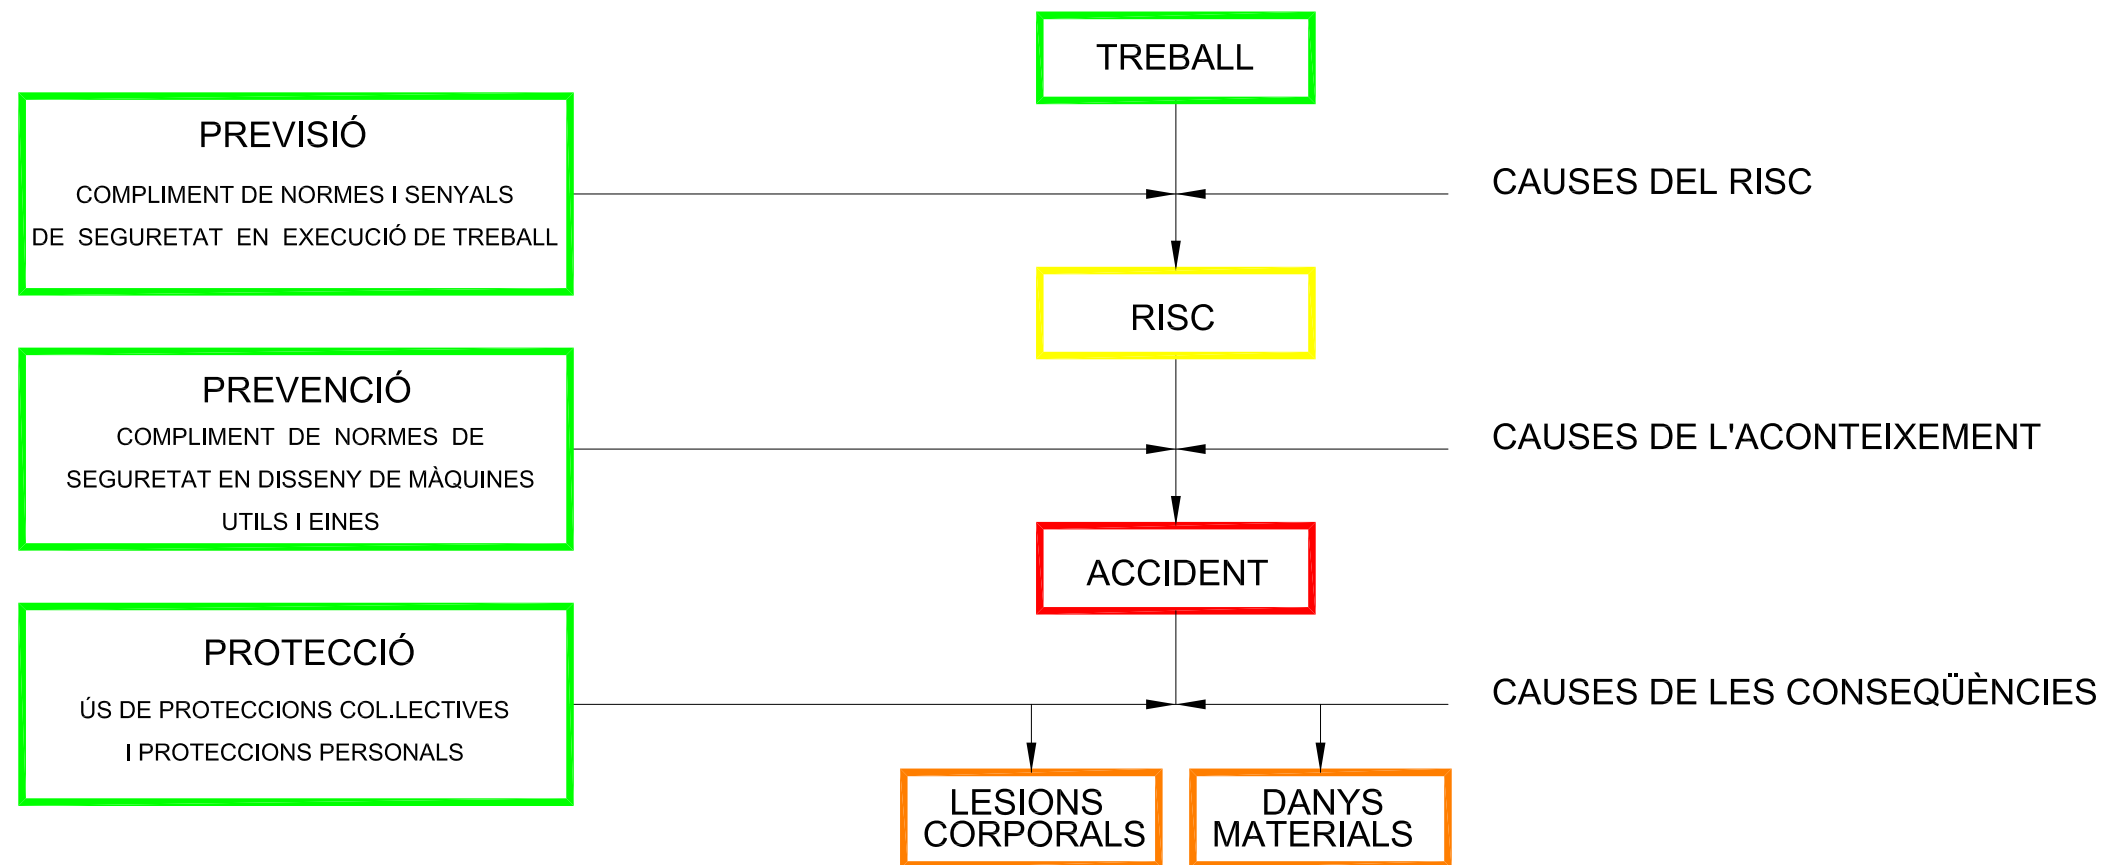 TREBALL
PREVISIÓ
COMPLIMENT DE NORMES I SENYALS
DE SEGURETAT EN EXECUCIÓ DE TREBALL
CAUSES DEL RISC
RISC
PREVENCIÓ
COMPLIMENT DE NORMES DE
SEGURETAT EN DISSENY DE MÀQUINES
UTILS I EINES
CAUSES DE L'ACONTEIXEMENT
ACCIDENT
PROTECCIÓ
ÚS DE PROTECCIONS COL.LECTIVES
I PROTECCIONS PERSONALS
CAUSES DE LES CONSEQÜÈNCIES
LESIONS
CORPORALS
DANYS
MATERIALS